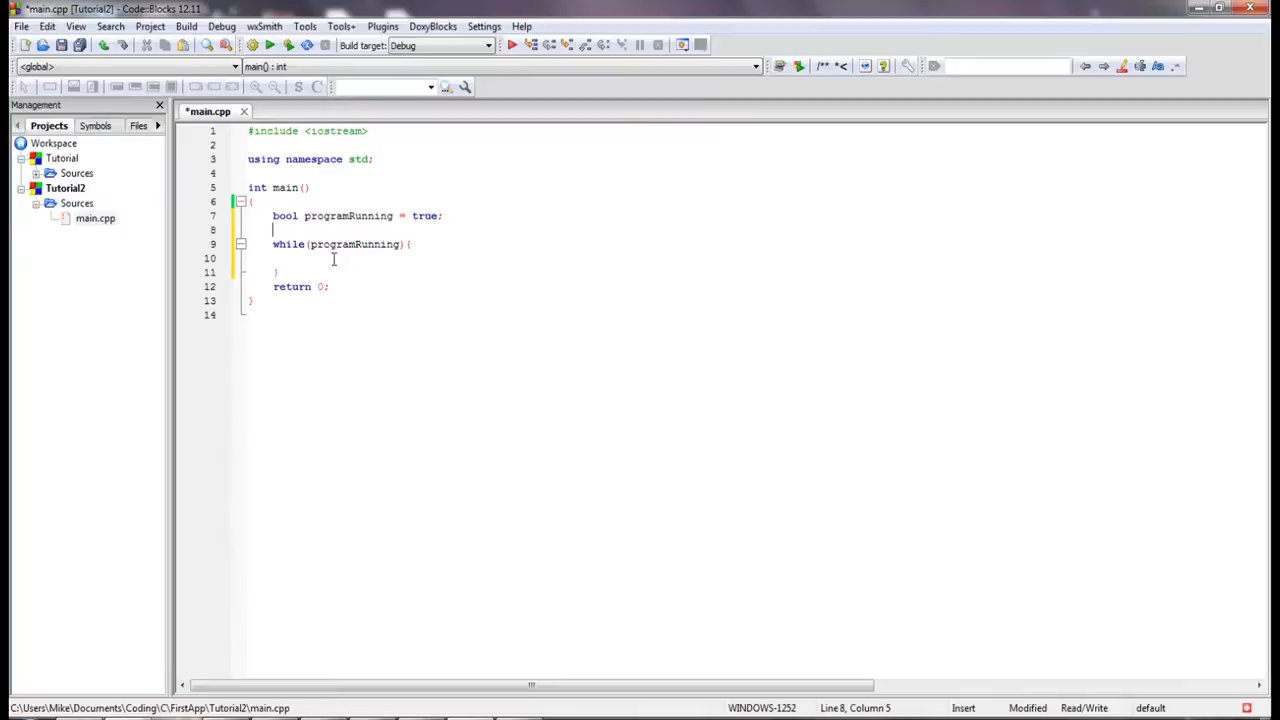 *main.cpp [Tutorial2] - Code::Blocks 12.11
File Edit View Search Project Build Debug wxSmith Tools Tools+ Plugins DoxyBlocks Settings Help
Build target: Debug
<global> main() : int /** *<
S C
Management
Projects Symbols Files
*main.cpp
Workspace
Tutorial
Sources
Tutorial2
Sources
main.cpp
1 #include <iostream>
2
3 using namespace std;
4
5 int main()
6 {
7 bool programRunning = true;
8
9 while(programRunning){
10
11 }
12 return 0;
13 }
14
C:\Users\Mike\Documents\Coding\C\FirstApp\Tutorial2\main.cpp WINDOWS-1252 Line 8, Column 5 Insert Modified Read/Write default